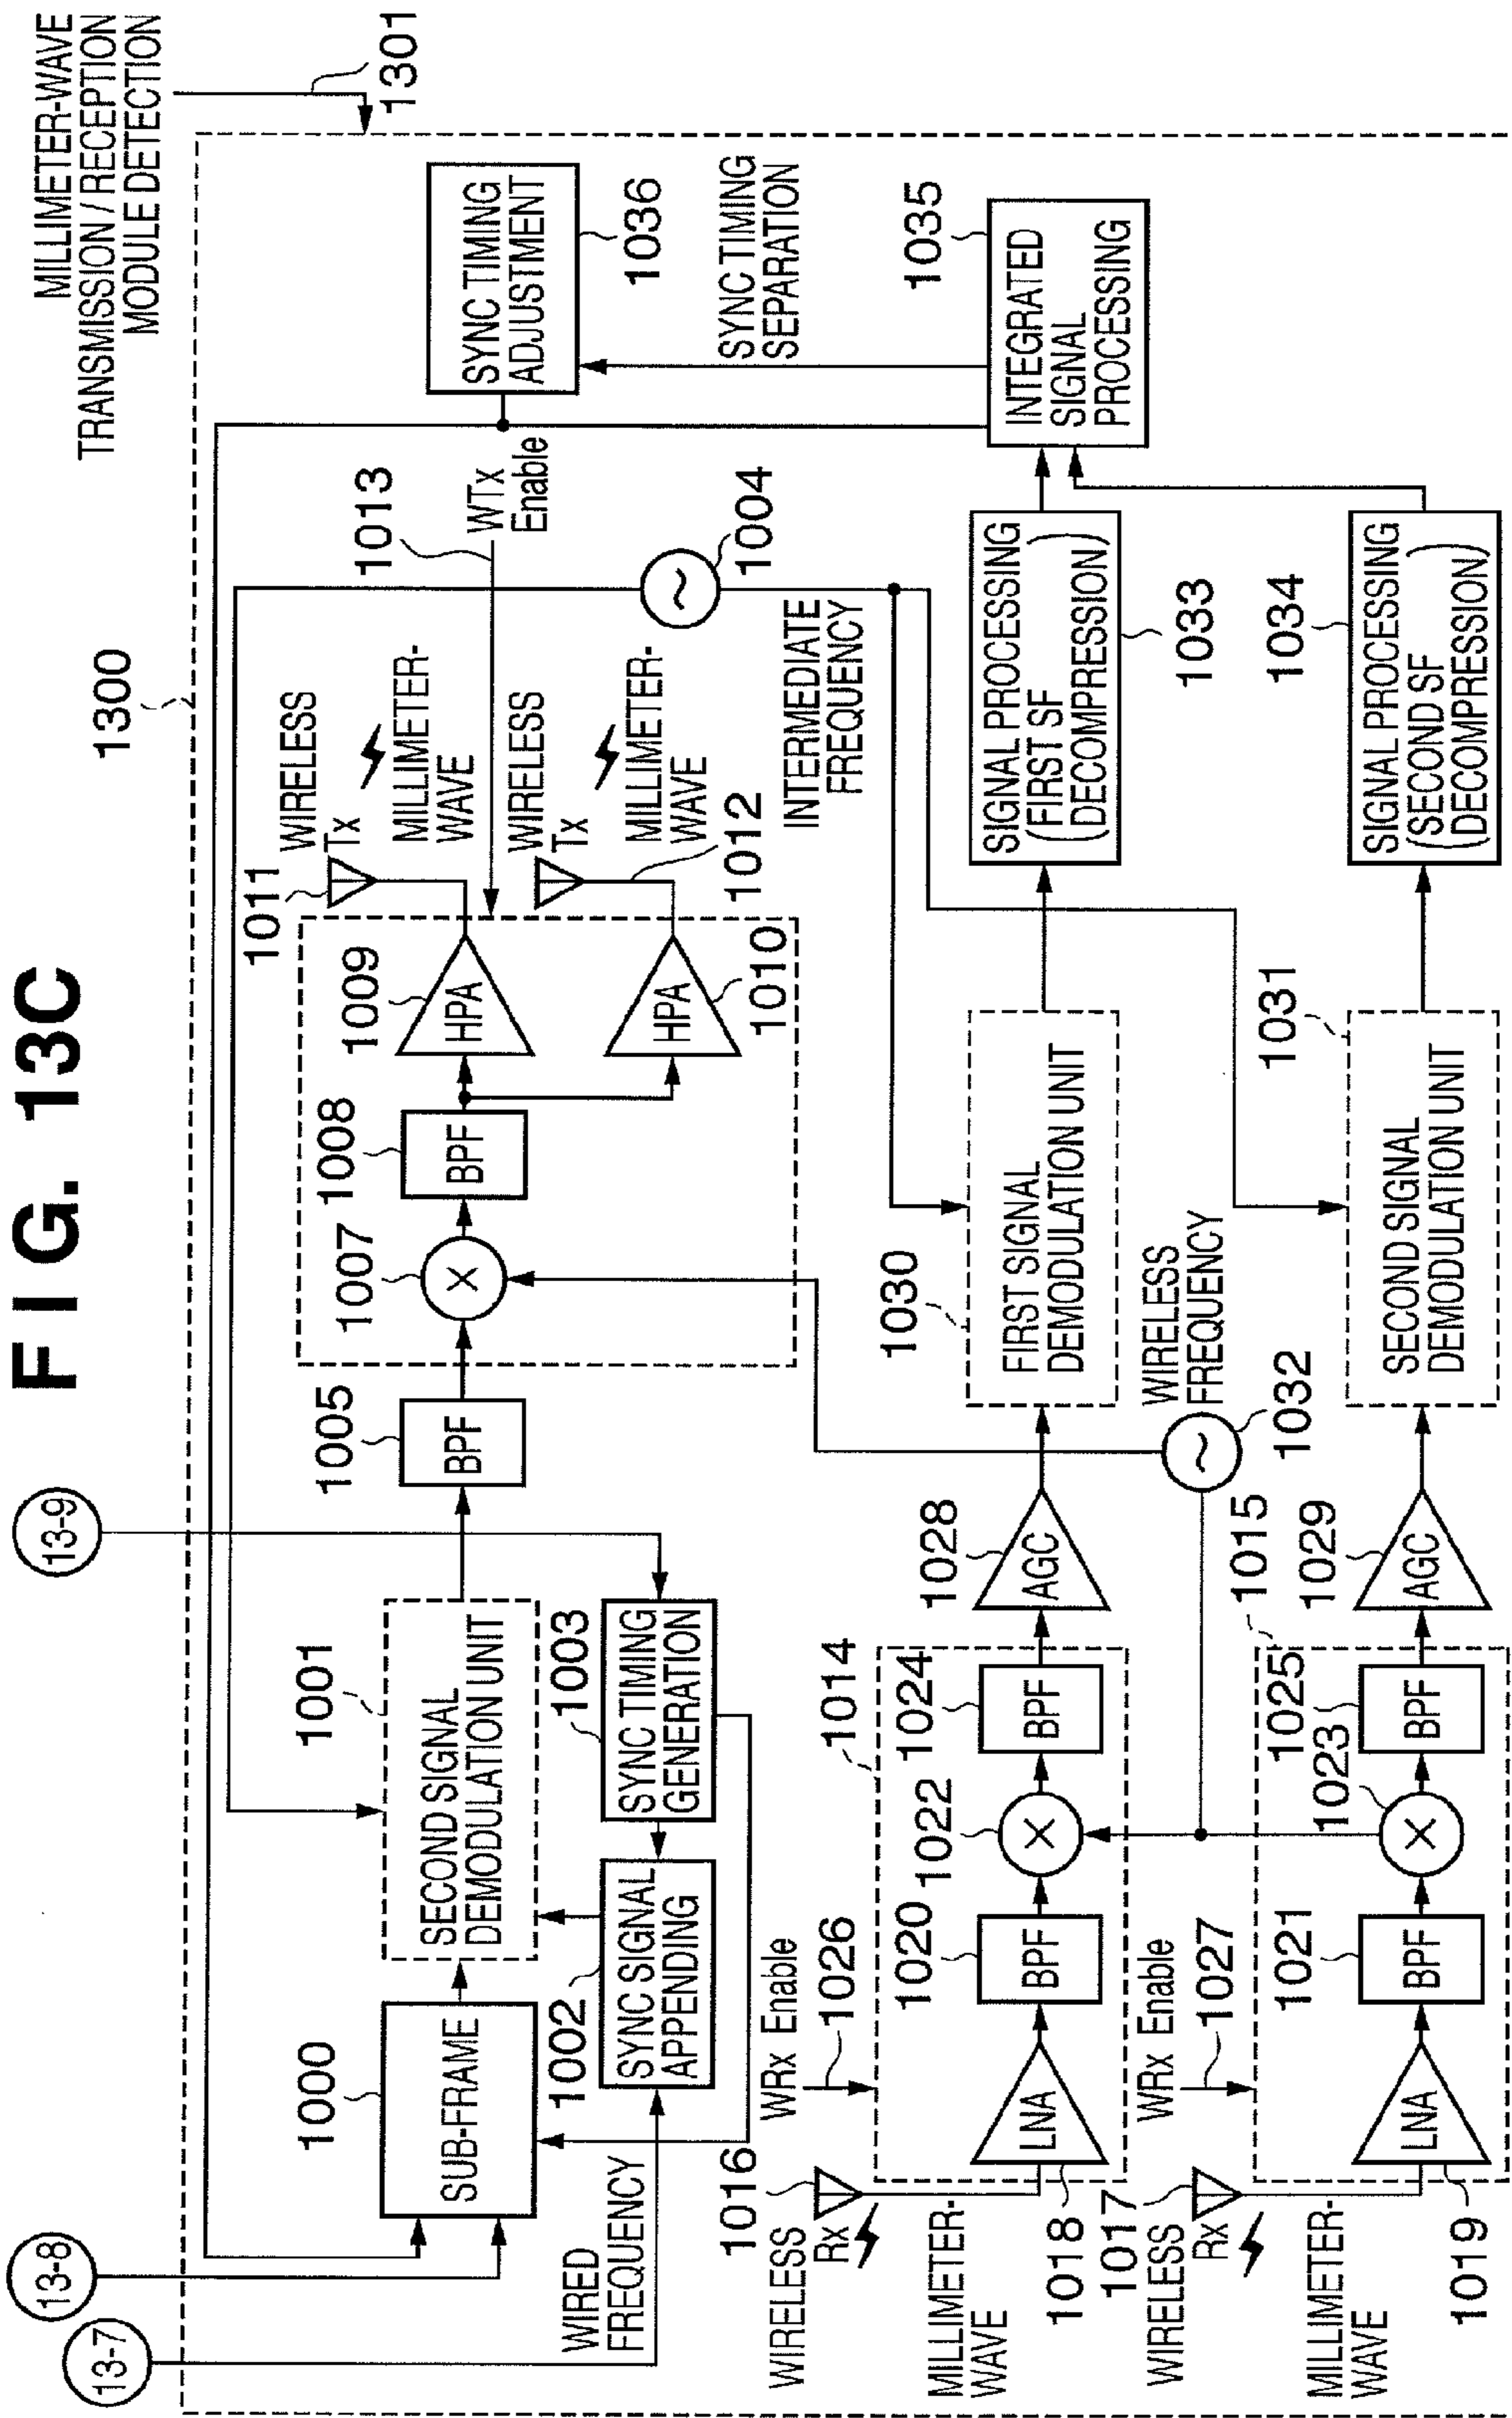 FIG. 13C
MILLIMETER-WAVE
TRANSMISSION / RECEPTION
MODULE DETECTION
1301
1300
13-7
13-8
13-9
1000
SUB-FRAME
1001
SECOND SIGNAL
DEMODULATION UNIT
1002
SYNC SIGNAL
APPENDING
1003
SYNC TIMING
GENERATION
WIRED
FREQUENCY
1005
BPF
1007
×
1008
BPF
1009
HPA
1010
HPA
1011
WIRELESS
Tx
MILLIMETER-
WAVE
WIRELESS
Tx
MILLIMETER-
WAVE
1012
1013
WTx
Enable
1004
~
INTERMEDIATE
FREQUENCY
SYNC TIMING
ADJUSTMENT
1036
SYNC TIMING
SEPARATION
1035
INTEGRATED
SIGNAL
PROCESSING
WRx Enable
1026
1016
WIRELESS
Rx
MILLIMETER-
WAVE
1018
LNA
1020
BPF
1022
×
1024
BPF
1014
1028
AGC
1030
FIRST SIGNAL
DEMODULATION UNIT
SIGNAL PROCESSING
(FIRST SF
DECOMPRESSION)
1033
WIRELESS
FREQUENCY
~
1032
WRx Enable
1027
1017
WIRELESS
Rx
MILLIMETER-
WAVE
1019
LNA
1021
BPF
1023
×
1025
BPF
1015
1029
AGC
1031
SECOND SIGNAL
DEMODULATION UNIT
1034
SIGNAL PROCESSING
(SECOND SF
DECOMPRESSION)